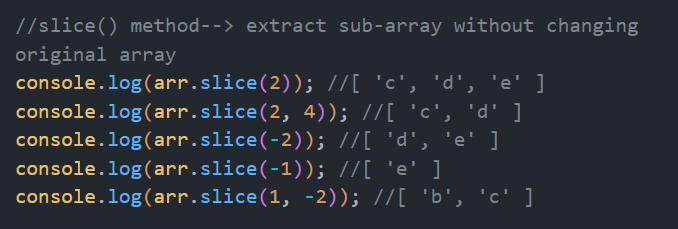 //slice() method--> extract sub-array without changing
original array
console.log(arr.slice(2)); //[ 'c', 'd', 'e' ]
console.log(arr.slice(2, 4)); //[ 'c', 'd' ]
console.log(arr.slice(-2)); //[ 'd', 'e' ]
console.log(arr.slice(-1)); //[ 'e' ]
console.log(arr.slice(1, -2)); //[ 'b', 'c' ]